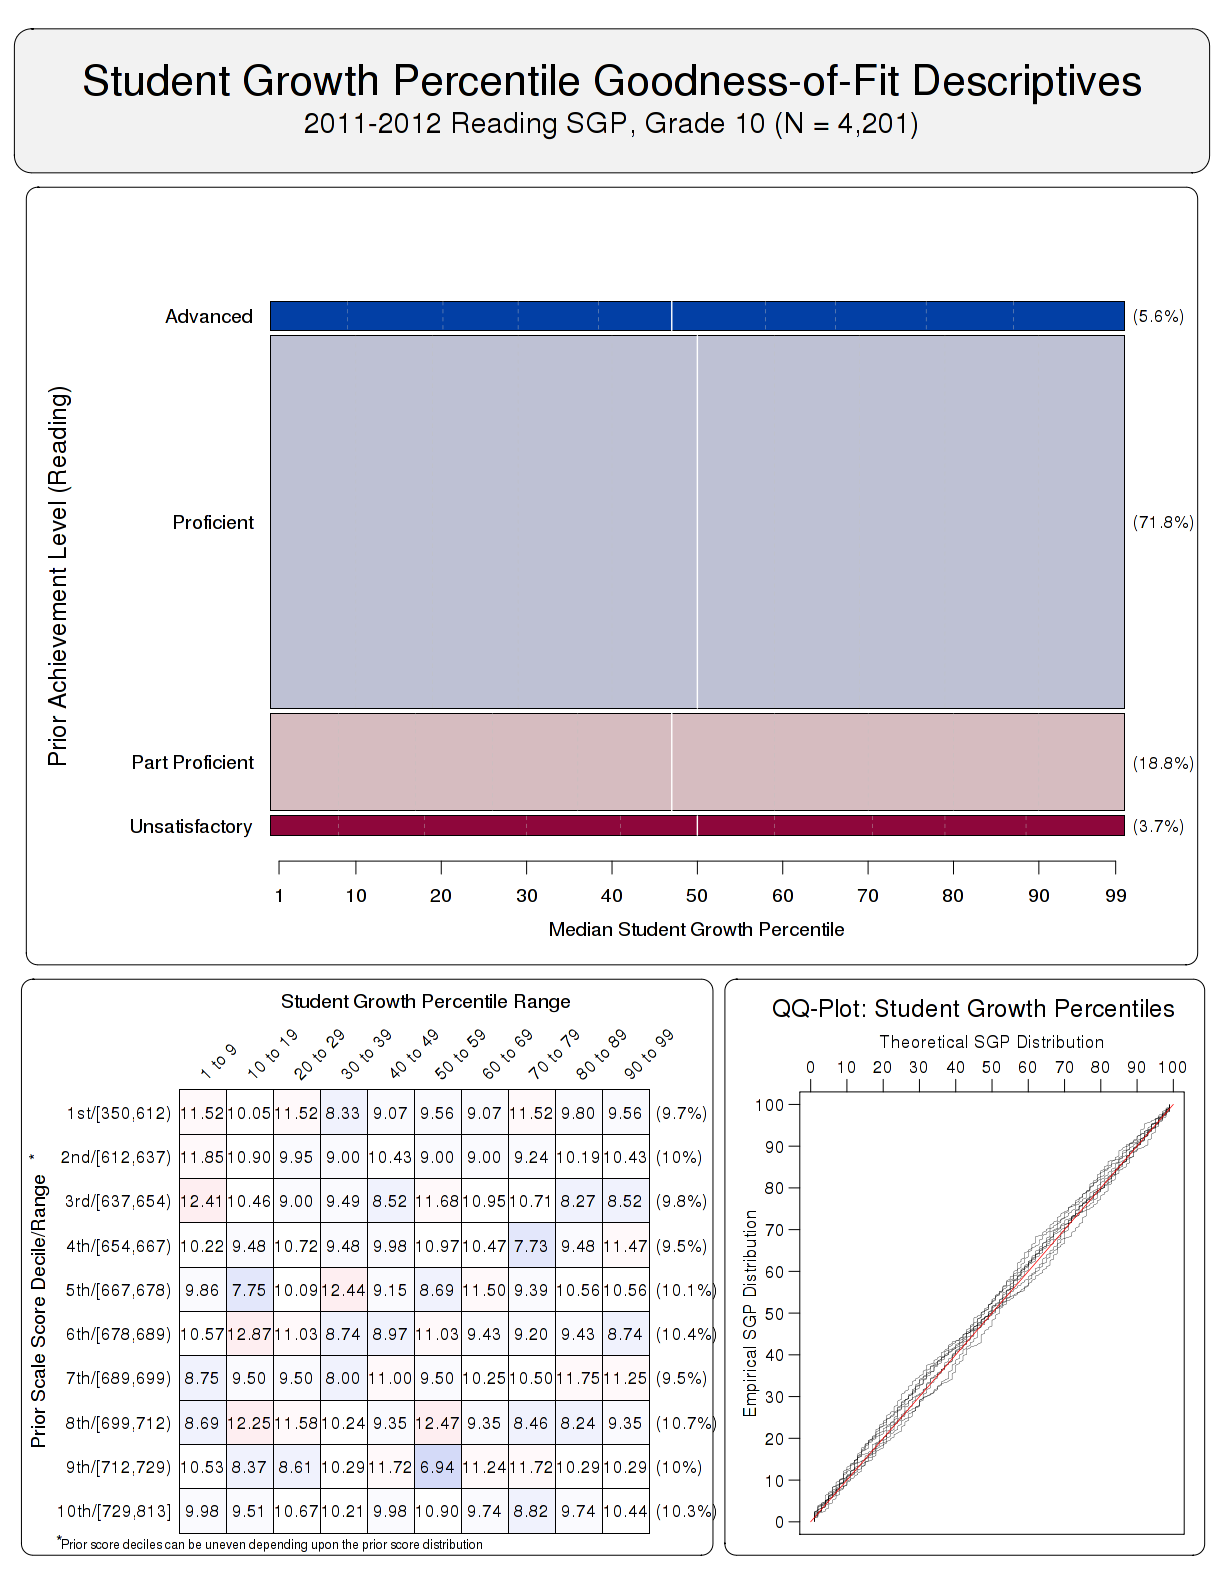 Student Growth Percentile Goodness-of-Fit Descriptives
2011-2012 Reading SGP, Grade 10 (N = 4,201)
Prior Achievement Level (Reading)
Advanced (5.6%)
Proficient (71.8%)
Part Proficient (18.8%)
Unsatisfactory (3.7%)
1 10 20 30 40 50 60 70 80 90 99
Median Student Growth Percentile
Student Growth Percentile Range
1 to 9 10 to 19 20 to 29 30 to 39 40 to 49 50 to 59 60 to 69 70 to 79 80 to 89 90 to 99
Prior Scale Score Decile/Range *
1st/[350,612) 11.52 10.05 11.52 8.33 9.07 9.56 9.07 11.52 9.80 9.56 (9.7%)
2nd/[612,637) 11.85 10.90 9.95 9.00 10.43 9.00 9.00 9.24 10.19 10.43 (10%)
3rd/[637,654) 12.41 10.46 9.00 9.49 8.52 11.68 10.95 10.71 8.27 8.52 (9.8%)
4th/[654,667) 10.22 9.48 10.72 9.48 9.98 10.97 10.47 7.73 9.48 11.47 (9.5%)
5th/[667,678) 9.86 7.75 10.09 12.44 9.15 8.69 11.50 9.39 10.56 10.56 (10.1%)
6th/[678,689) 10.57 12.87 11.03 8.74 8.97 11.03 9.43 9.20 9.43 8.74 (10.4%)
7th/[689,699) 8.75 9.50 9.50 8.00 11.00 9.50 10.25 10.50 11.75 11.25 (9.5%)
8th/[699,712) 8.69 12.25 11.58 10.24 9.35 12.47 9.35 8.46 8.24 9.35 (10.7%)
9th/[712,729) 10.53 8.37 8.61 10.29 11.72 6.94 11.24 11.72 10.29 10.29 (10%)
10th/[729,813] 9.98 9.51 10.67 10.21 9.98 10.90 9.74 8.82 9.74 10.44 (10.3%)
*Prior score deciles can be uneven depending upon the prior score distribution
QQ-Plot: Student Growth Percentiles
Theoretical SGP Distribution
0 10 20 30 40 50 60 70 80 90 100
Empirical SGP Distribution
100
90
80
70
60
50
40
30
20
10
0